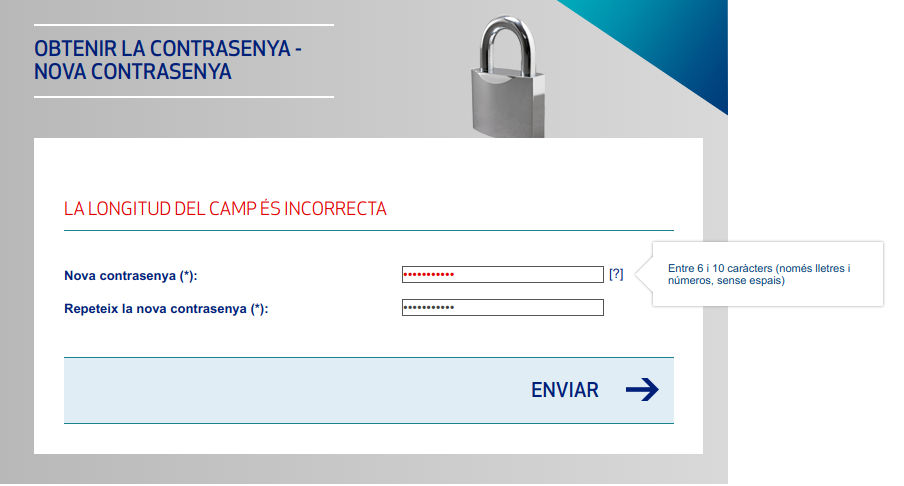 OBTENIR LA CONTRASENYA -
NOVA CONTRASENYA
LA LONGITUD DEL CAMP ÉS INCORRECTA
Nova contrasenya (*):
•••••••••••
[?]
Entre 6 i 10 caràcters (només lletres i
números, sense espais)
Repeteix la nova contrasenya (*):
•••••••••••
ENVIAR